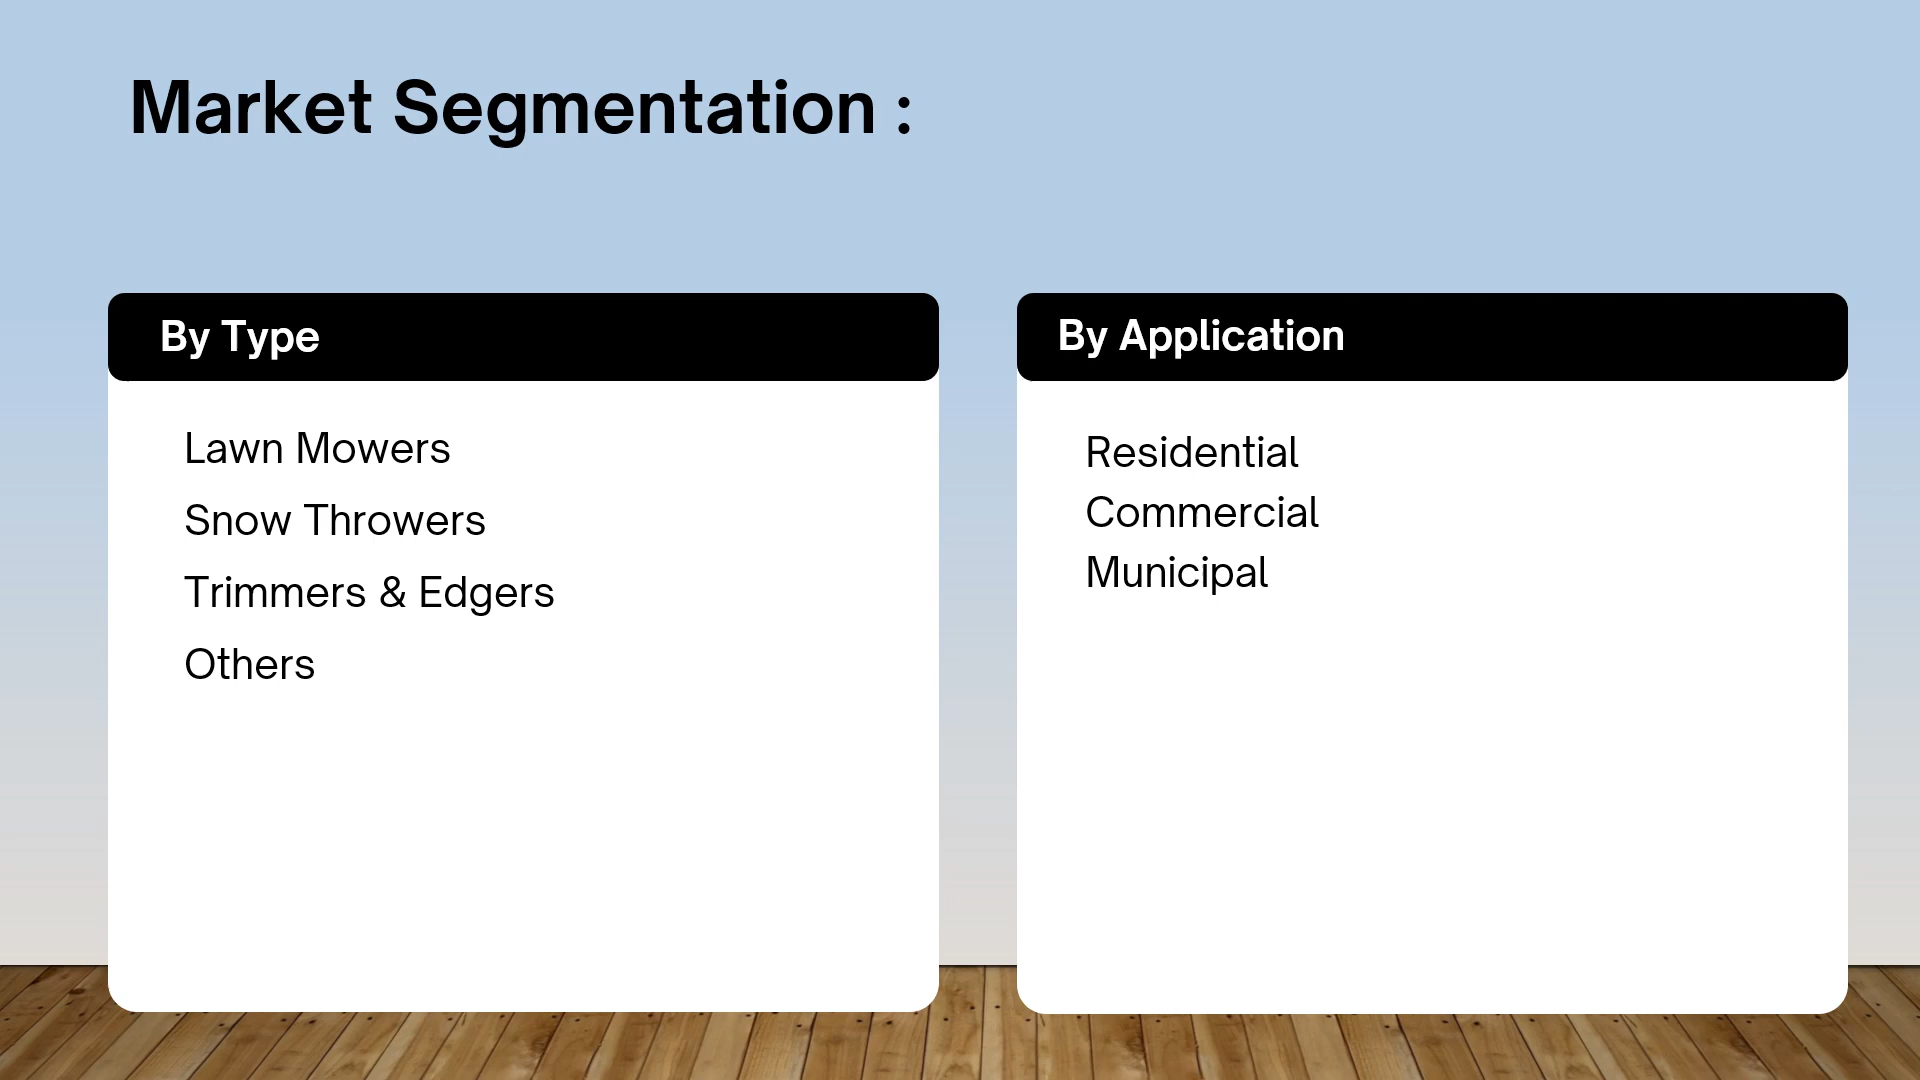 Market Segmentation :
By Type
Lawn Mowers
Snow Throwers
Trimmers & Edgers
Others
By Application
Residential
Commercial
Municipal